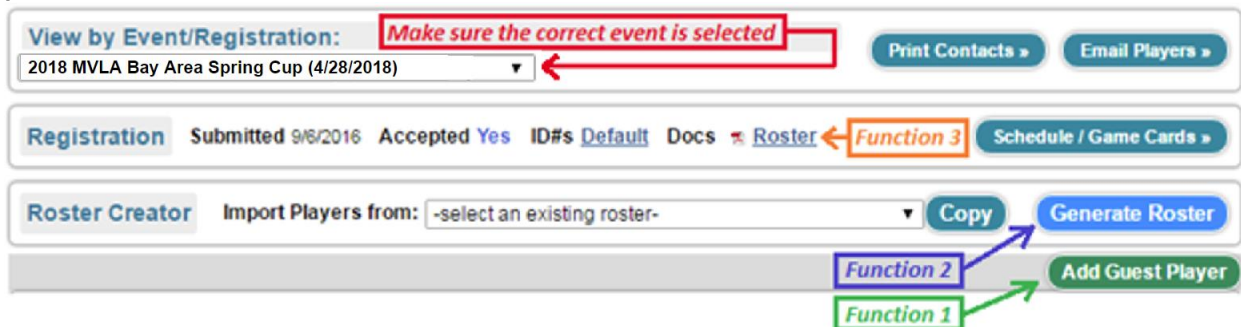 View by Event/Registration: Make sure the correct event is selected
Print Contacts » Email Players »
2018 MVLA Bay Area Spring Cup (4/28/2018)
Registration Submitted 9/6/2016 Accepted Yes ID#s Default Docs Roster Function 3 Schedule / Game Cards »
Roster Creator Import Players from: -select an existing roster- Copy Generate Roster
Function 2 Add Guest Player
Function 1